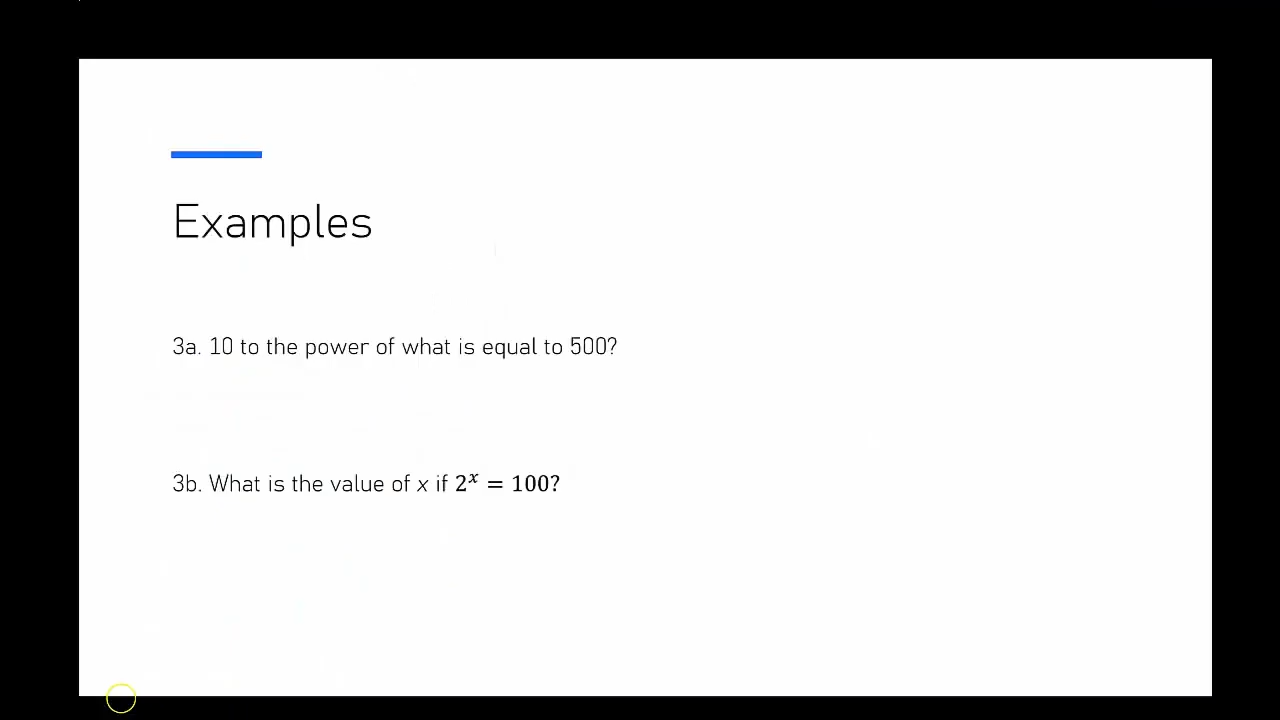 Examples
3a. 10 to the power of what is equal to 500?
3b. What is the value of x if 2ˣ = 100?